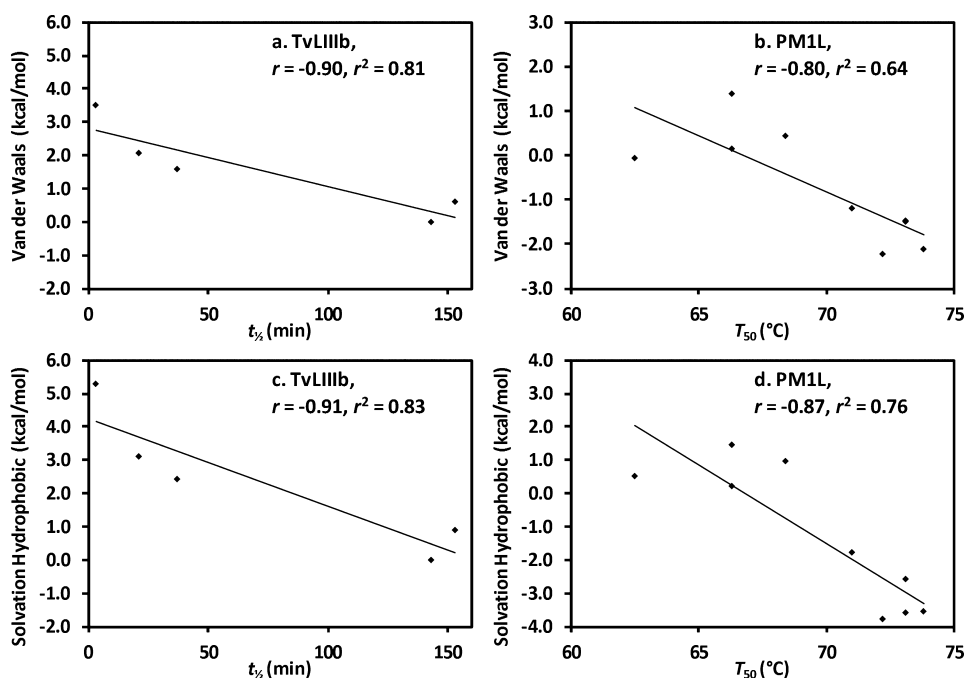 6.0
5.0
4.0
3.0
2.0
1.0
0.0
-1.0
-2.0
Van der Waals (kcal/mol)
a. TvLIIIb,
r = -0.90, r² = 0.81
0 50 100 150
t½ (min)
3.0
2.0
1.0
0.0
-1.0
-2.0
-3.0
Van der Waals (kcal/mol)
b. PM1L,
r = -0.80, r² = 0.64
60 65 70 75
T50 (°C)
6.0
5.0
4.0
3.0
2.0
1.0
0.0
-1.0
-2.0
Solvation Hydrophobic (kcal/mol)
c. TvLIIIb,
r = -0.91, r² = 0.83
0 50 100 150
t½ (min)
4.0
3.0
2.0
1.0
0.0
-1.0
-2.0
-3.0
-4.0
Solvation Hydrophobic (kcal/mol)
d. PM1L,
r = -0.87, r² = 0.76
60 65 70 75
T50 (°C)